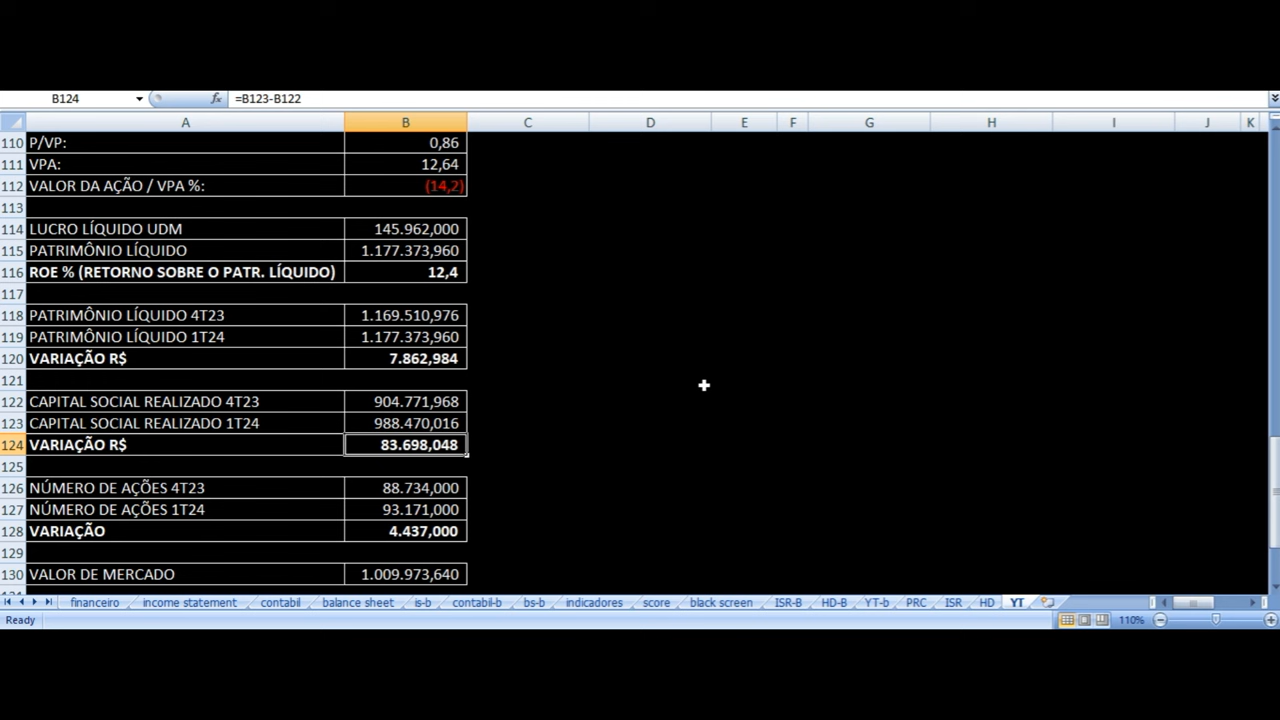 B124 fx =B123-B122
A B C D E F G H I J K
110 P/VP: 0,86
111 VPA: 12,64
112 VALOR DA AÇÃO / VPA %: (14,2)
113
114 LUCRO LÍQUIDO UDM 145.962,000
115 PATRIMÔNIO LÍQUIDO 1.177.373,960
116 ROE % (RETORNO SOBRE O PATR. LÍQUIDO) 12,4
117
118 PATRIMÔNIO LÍQUIDO 4T23 1.169.510,976
119 PATRIMÔNIO LÍQUIDO 1T24 1.177.373,960
120 VARIAÇÃO R$ 7.862,984
121
122 CAPITAL SOCIAL REALIZADO 4T23 904.771,968
123 CAPITAL SOCIAL REALIZADO 1T24 988.470,016
124 VARIAÇÃO R$ 83.698,048
125
126 NÚMERO DE AÇÕES 4T23 88.734,000
127 NÚMERO DE AÇÕES 1T24 93.171,000
128 VARIAÇÃO 4.437,000
129
130 VALOR DE MERCADO 1.009.973,640
financeiro income statement contabil balance sheet is-b contabil-b bs-b indicadores score black screen ISR-B HD-B YT-b PRC ISR HD YT
Ready 110%